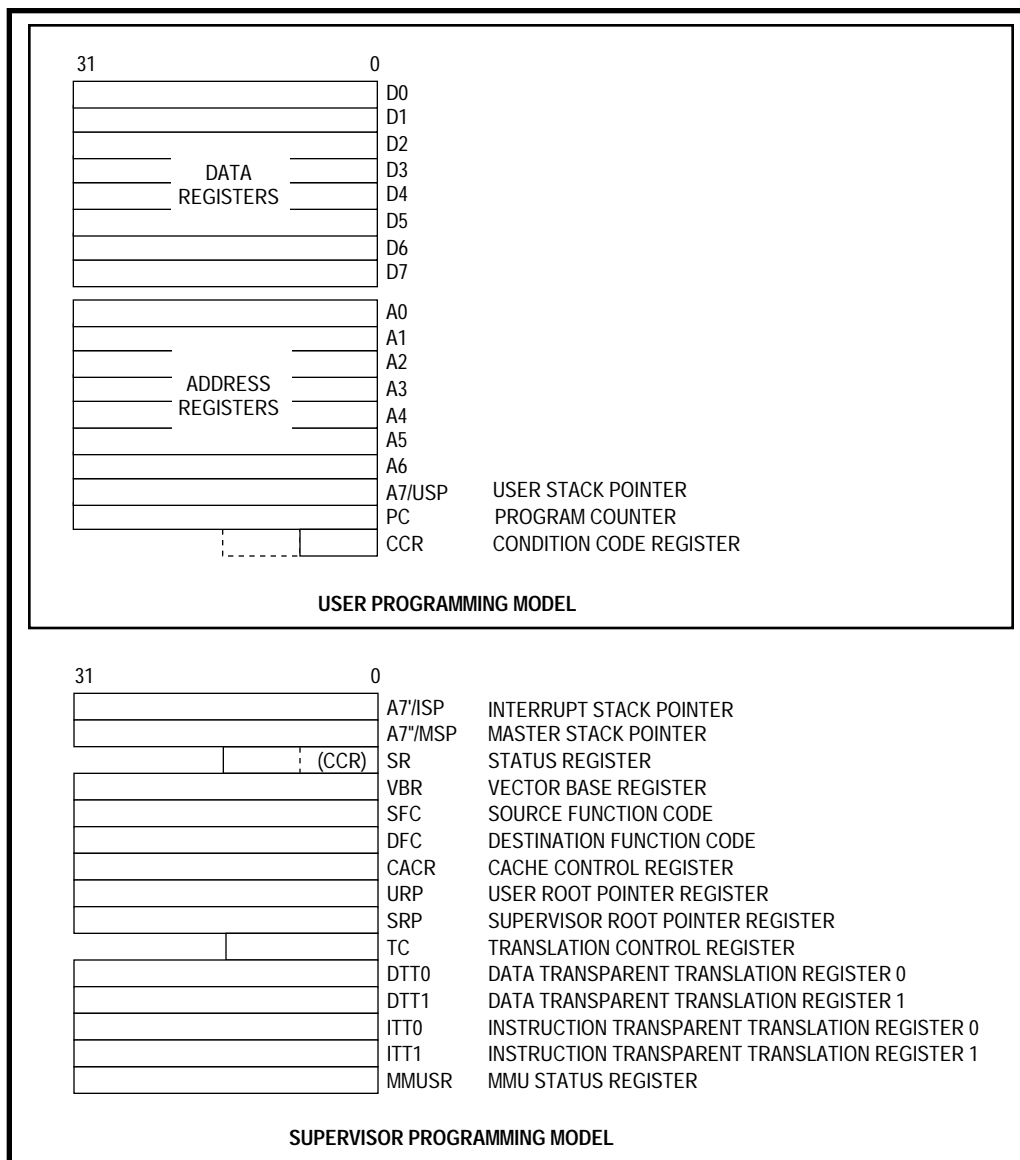 31 0
D0
D1
D2
D3
D4
D5
D6
D7
DATA
REGISTERS
A0
A1
A2
A3
A4
A5
A6
ADDRESS
REGISTERS
A7/USP USER STACK POINTER
PC PROGRAM COUNTER
CCR CONDITION CODE REGISTER
USER PROGRAMMING MODEL
31 0
A7'/ISP INTERRUPT STACK POINTER
A7"/MSP MASTER STACK POINTER
(CCR) SR STATUS REGISTER
VBR VECTOR BASE REGISTER
SFC SOURCE FUNCTION CODE
DFC DESTINATION FUNCTION CODE
CACR CACHE CONTROL REGISTER
URP USER ROOT POINTER REGISTER
SRP SUPERVISOR ROOT POINTER REGISTER
TC TRANSLATION CONTROL REGISTER
DTT0 DATA TRANSPARENT TRANSLATION REGISTER 0
DTT1 DATA TRANSPARENT TRANSLATION REGISTER 1
ITT0 INSTRUCTION TRANSPARENT TRANSLATION REGISTER 0
ITT1 INSTRUCTION TRANSPARENT TRANSLATION REGISTER 1
MMUSR MMU STATUS REGISTER
SUPERVISOR PROGRAMMING MODEL